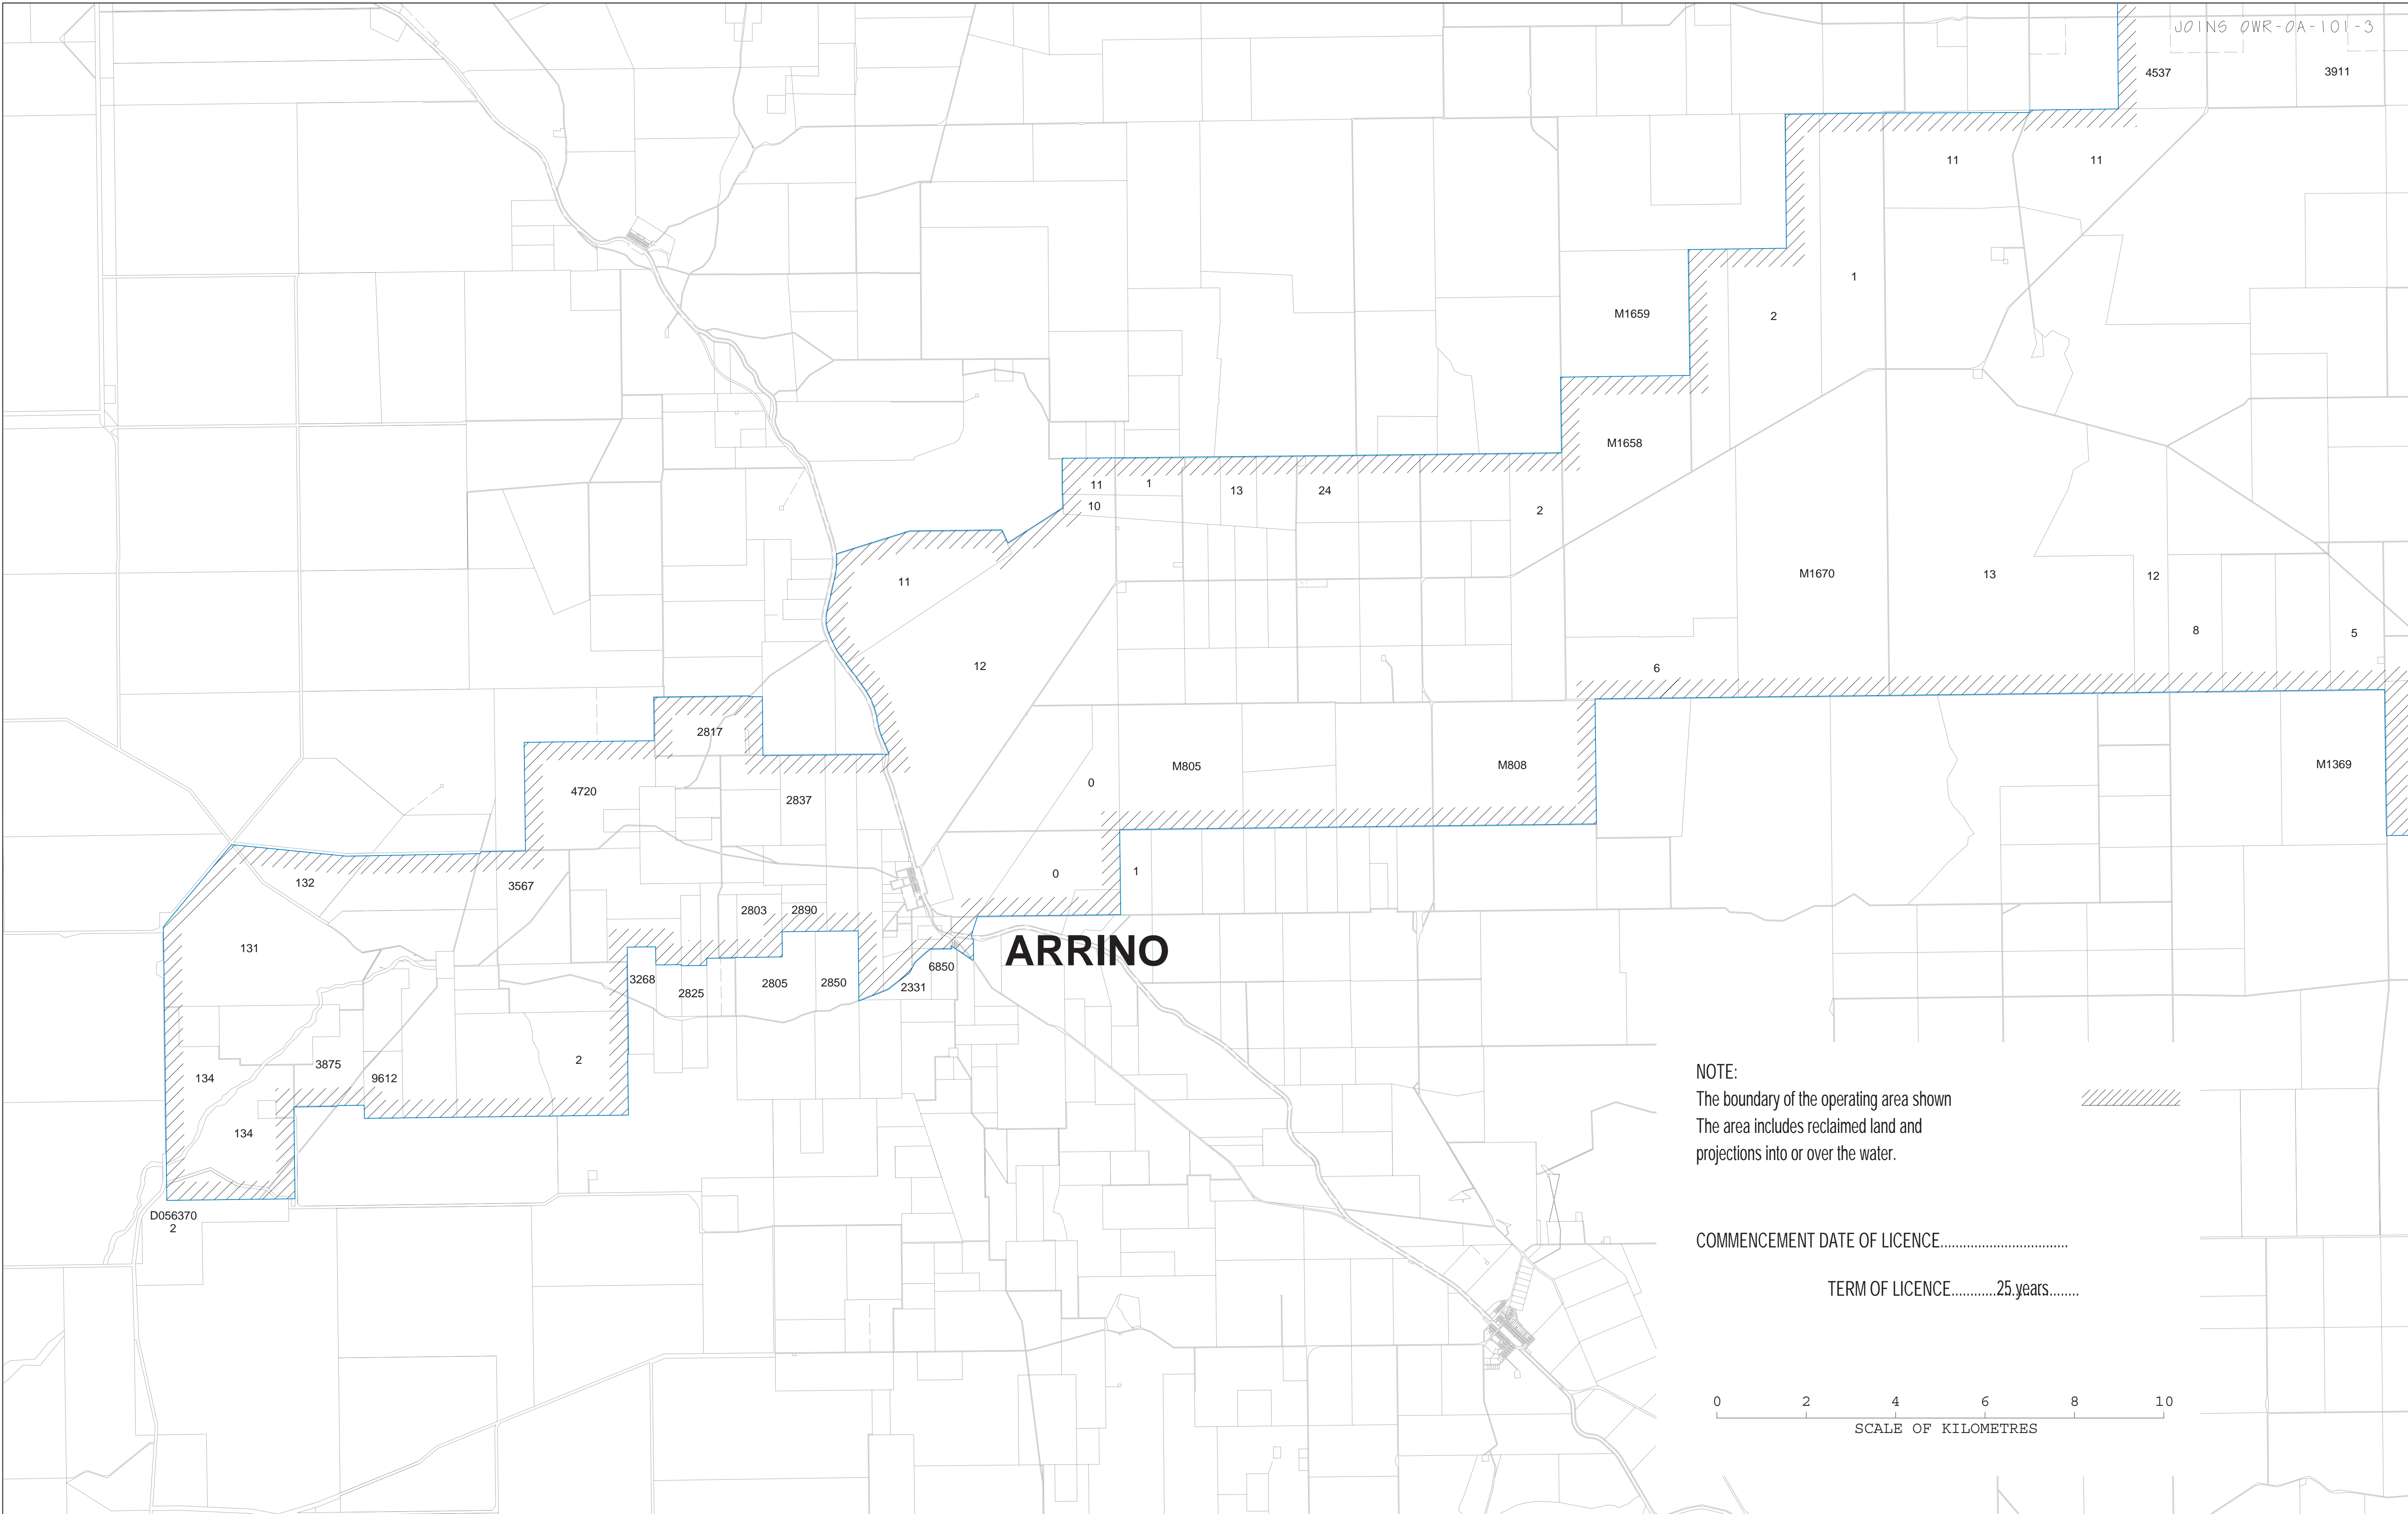 JOINS OWR-OA-101-3
4537
3911
11
11
1
2
M1659
M1658
11
1
13
24
10
2
11
M1670
13
12
8
5
12
6
2817
M805
M808
M1369
0
4720
2837
0
1
132
3567
2803
2890
131
ARRINO
3268
2825
2805
2850
2331
6850
2
3875
134
9612
134
D056370
2
NOTE:
The boundary of the operating area shown
The area includes reclaimed land and
projections into or over the water.
COMMENCEMENT DATE OF LICENCE..................................
TERM OF LICENCE............25 years........
0 2 4 6 8 10
SCALE OF KILOMETRES